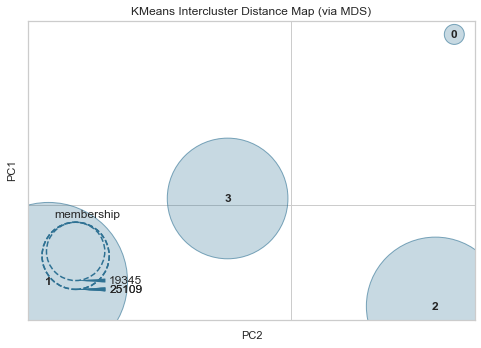 KMeans Intercluster Distance Map (via MDS)
0
PC1
3
membership
1
19345
25109
2
PC2